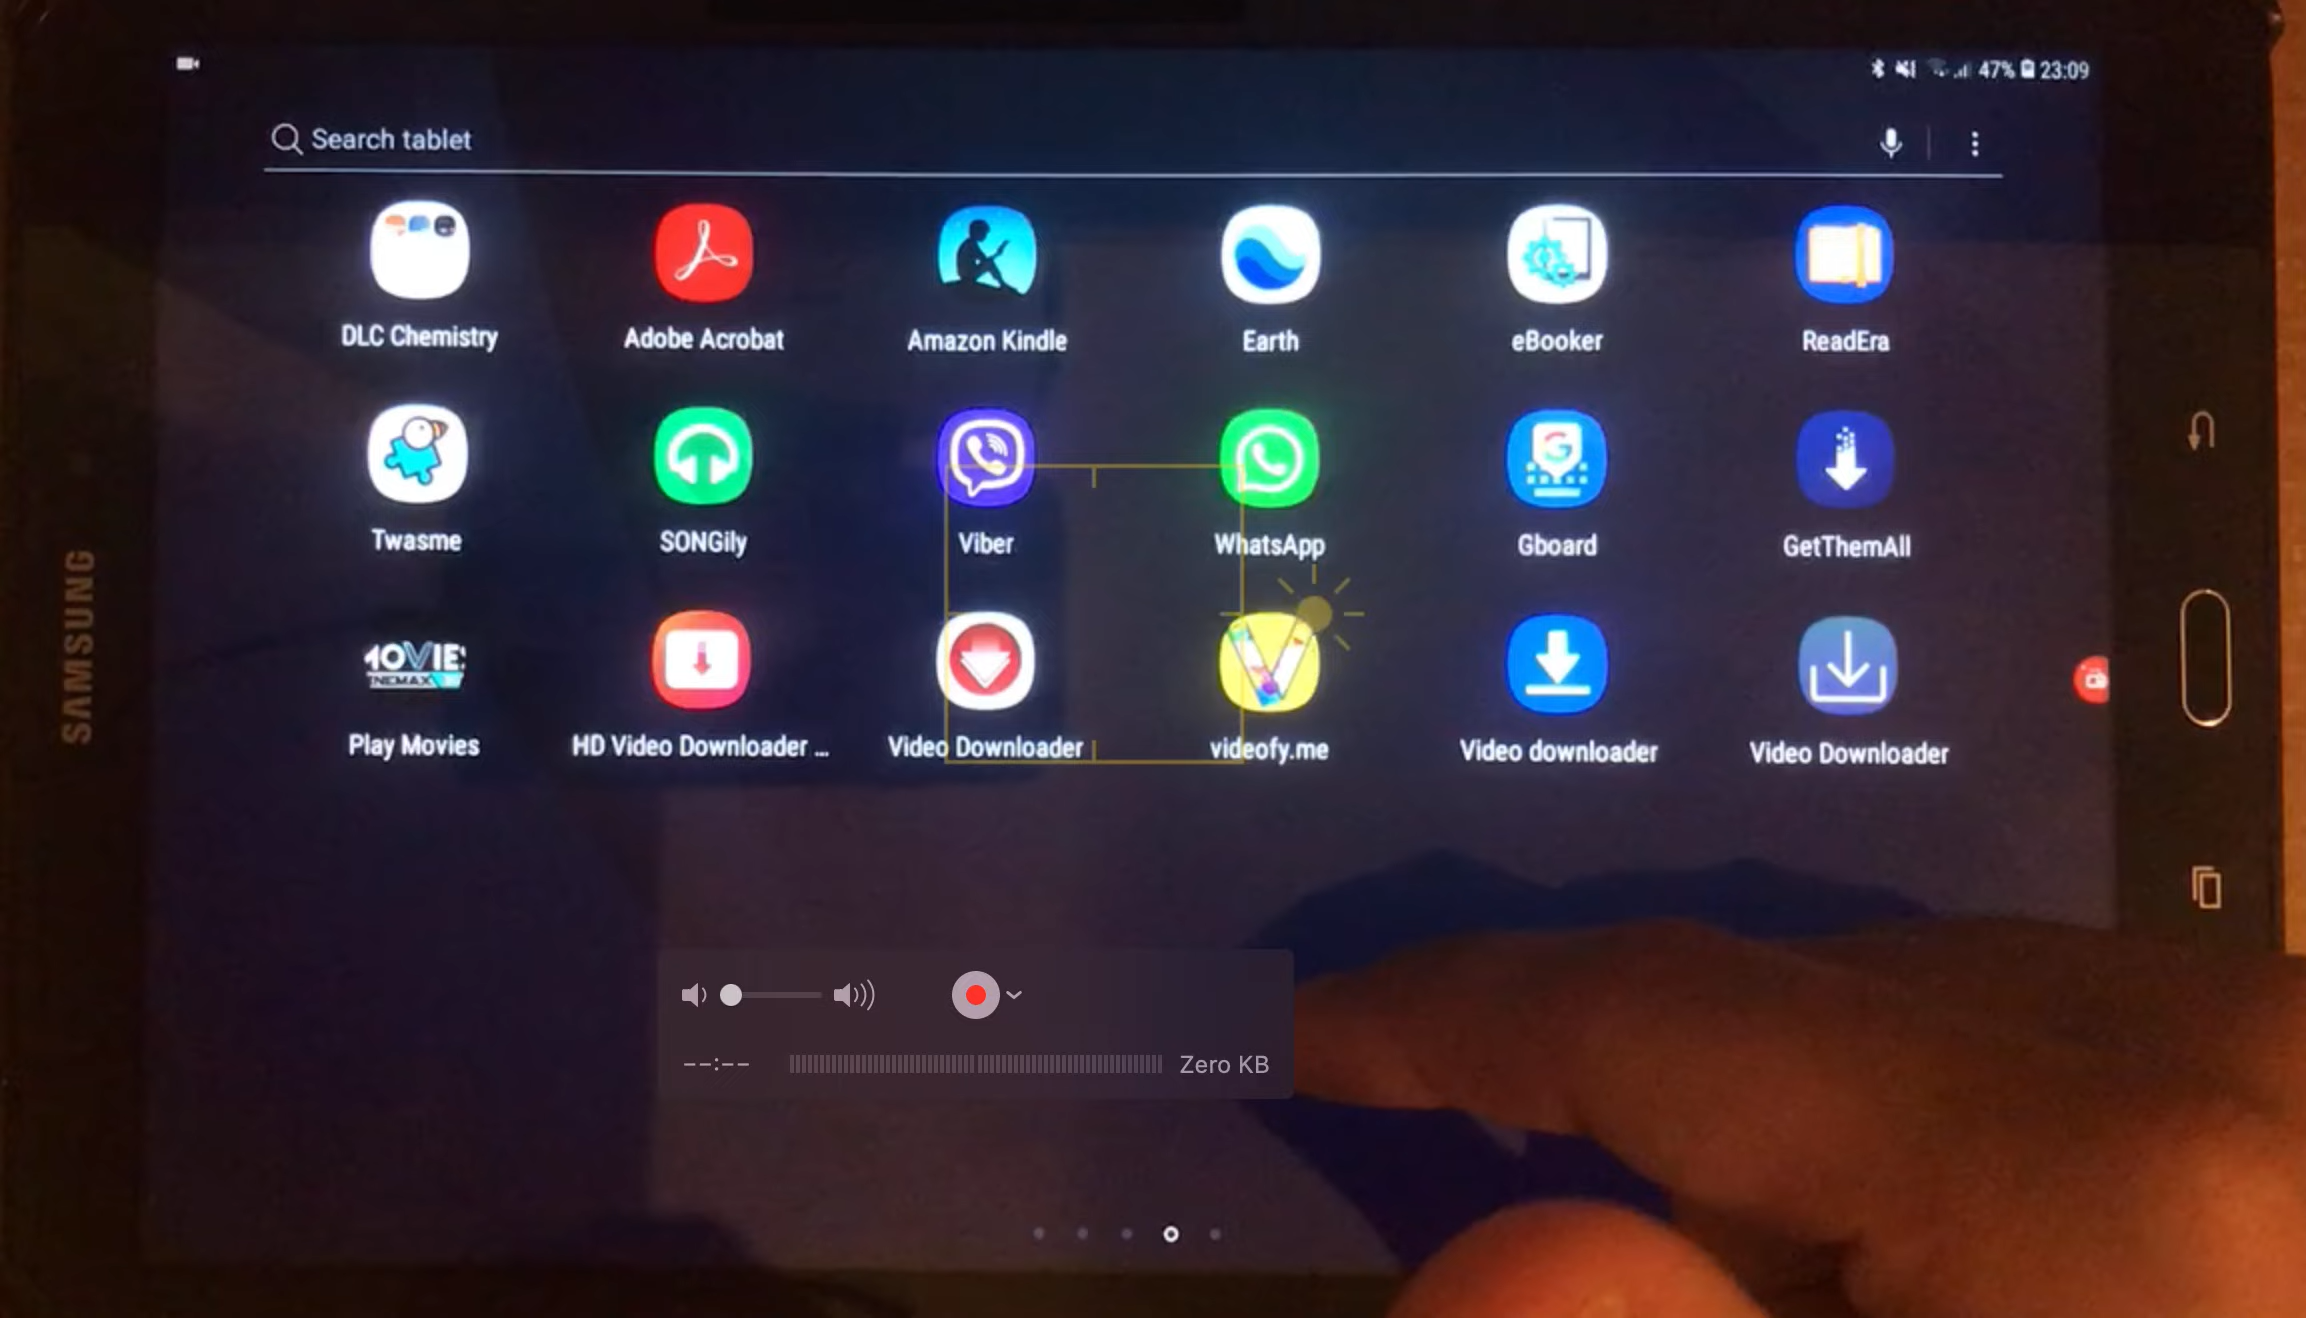 47% 23:09
Search tablet
DLC Chemistry
Adobe Acrobat
Amazon Kindle
Earth
eBooker
ReadEra
Twasme
SONGily
Viber
WhatsApp
Gboard
GetThemAll
Play Movies
HD Video Downloader ...
Video Downloader
videofy.me
Video downloader
Video Downloader
SAMSUNG
--:-- Zero KB